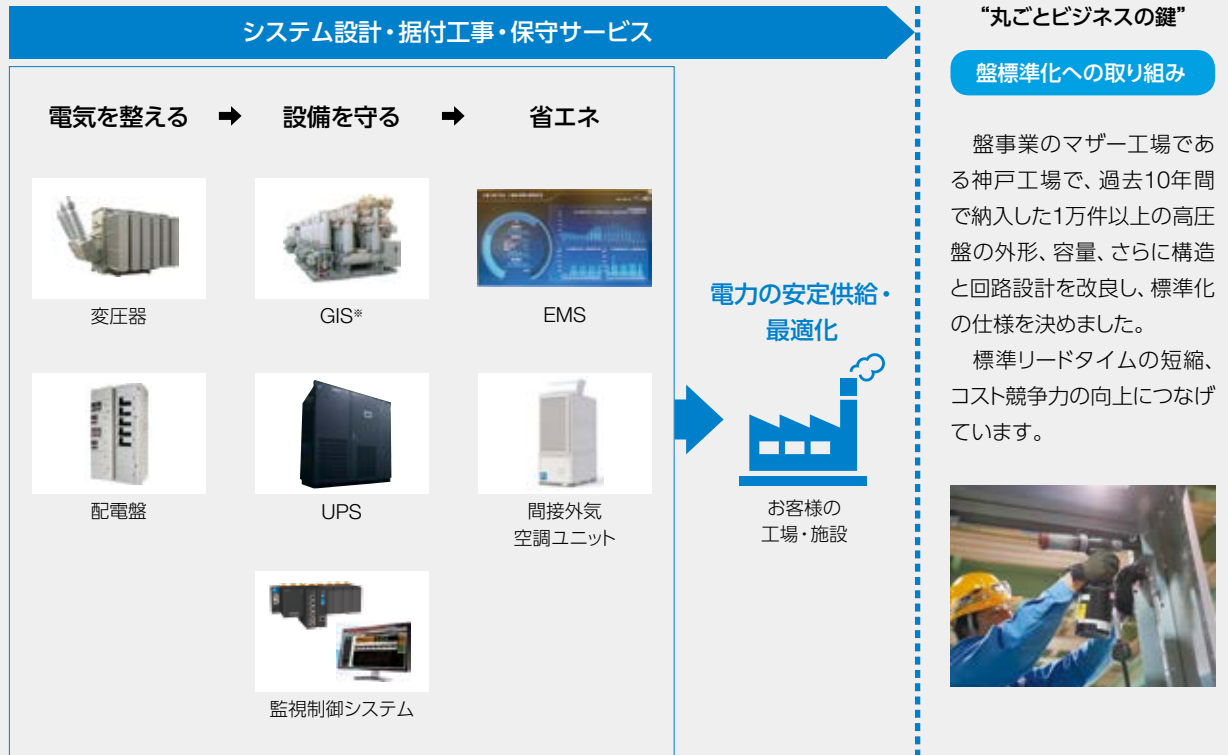 システム設計・据付工事・保守サービス
電気を整える ➡ 設備を守る ➡ 省エネ
変圧器
GIS※
EMS
配電盤
UPS
間接外気
空調ユニット
監視制御システム
電力の安定供給・
最適化
お客様の
工場・施設
“丸ごとビジネスの鍵”
盤標準化への取り組み
盤事業のマザー工場であ
る神戸工場で、過去10年間
で納入した1万件以上の高圧
盤の外形、容量、さらに構造
と回路設計を改良し、標準化
の仕様を決めました。
標準リードタイムの短縮、
コスト競争力の向上につなげ
ています。